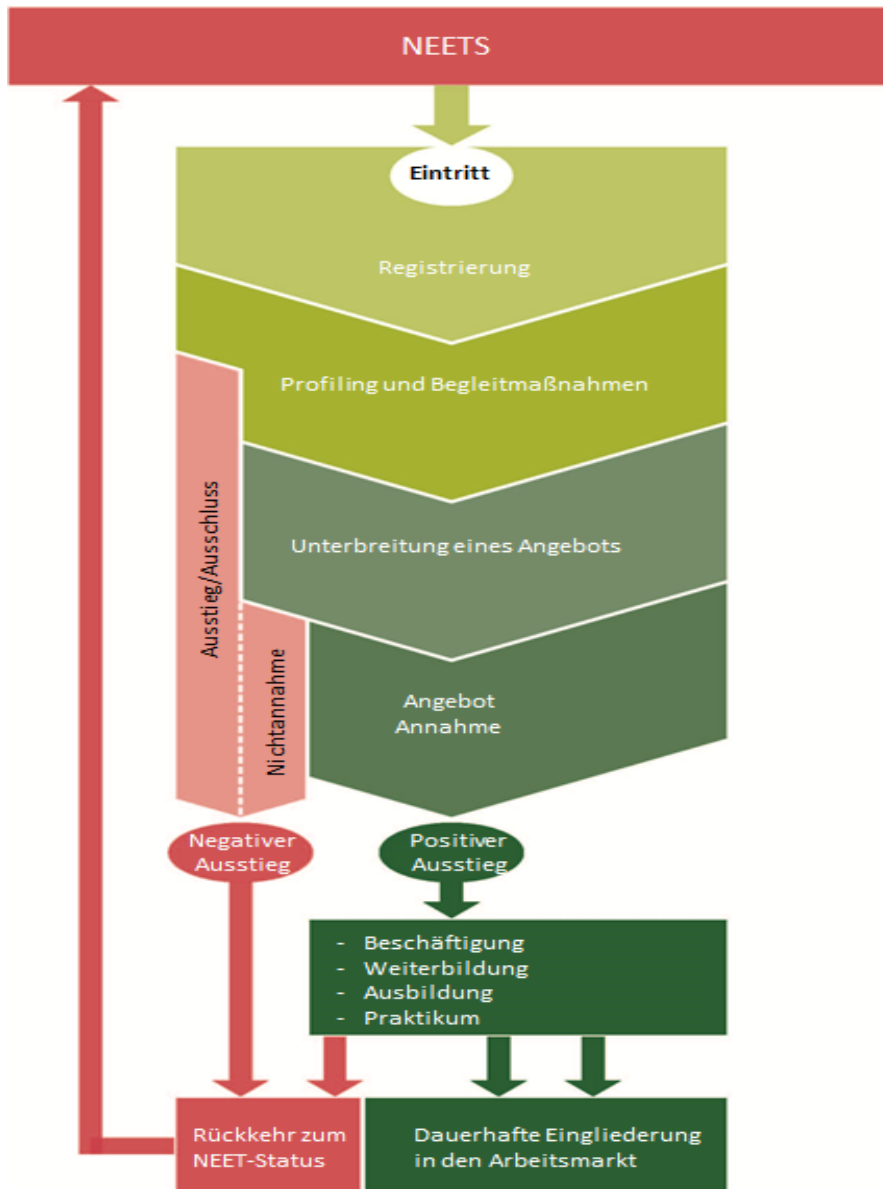 NEETS
Eintritt
Registrierung
Profiling und Begleitmaßnahmen
Unterbreitung eines Angebots
Ausstieg/Ausschluss
Nichtannahme
Angebot
Annahme
Negativer
Ausstieg
Positiver
Ausstieg
- Beschäftigung
- Weiterbildung
- Ausbildung
- Praktikum
Rückkehr zum
NEET-Status
Dauerhafte Eingliederung
in den Arbeitsmarkt